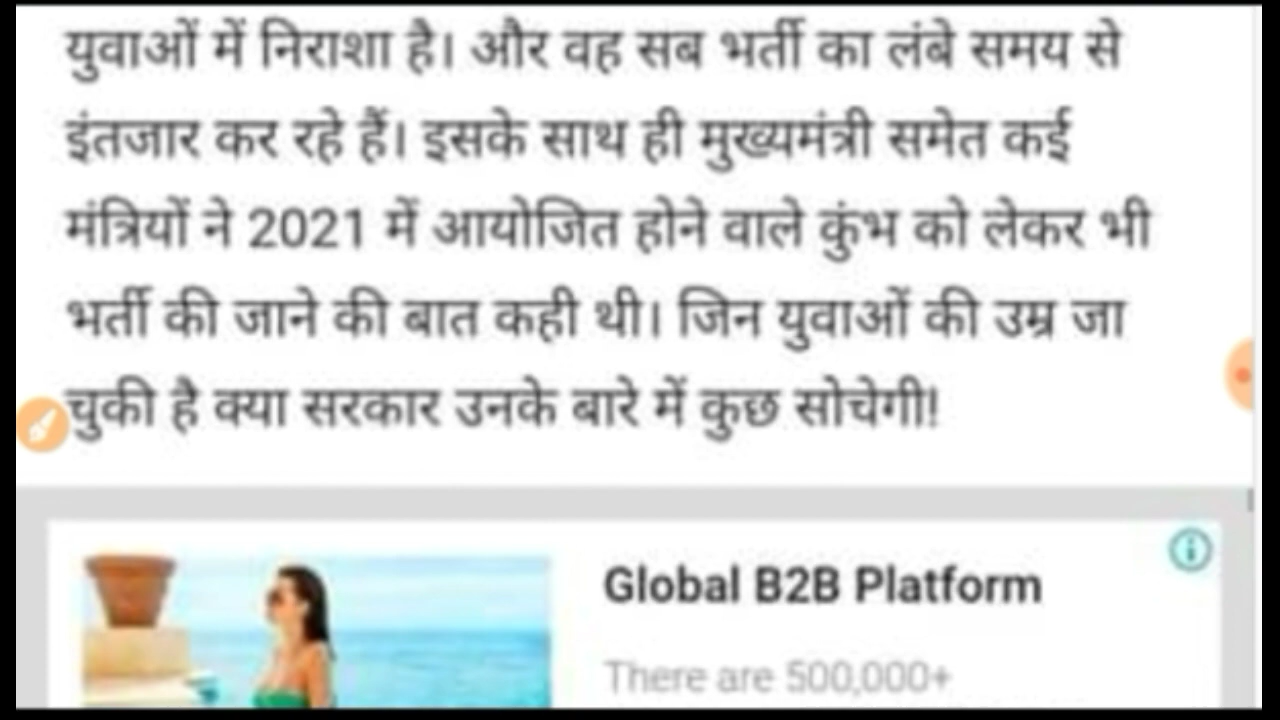 युवाओं में निराशा है। और वह सब भर्ती का लंबे समय से
इंतजार कर रहे हैं। इसके साथ ही मुख्यमंत्री समेत कई
मंत्रियों ने 2021 में आयोजित होने वाले कुंभ को लेकर भी
भर्ती की जाने की बात कही थी। जिन युवाओं की उम्र जा
चुकी है क्या सरकार उनके बारे में कुछ सोचेगी!
Global B2B Platform
There are 500,000+